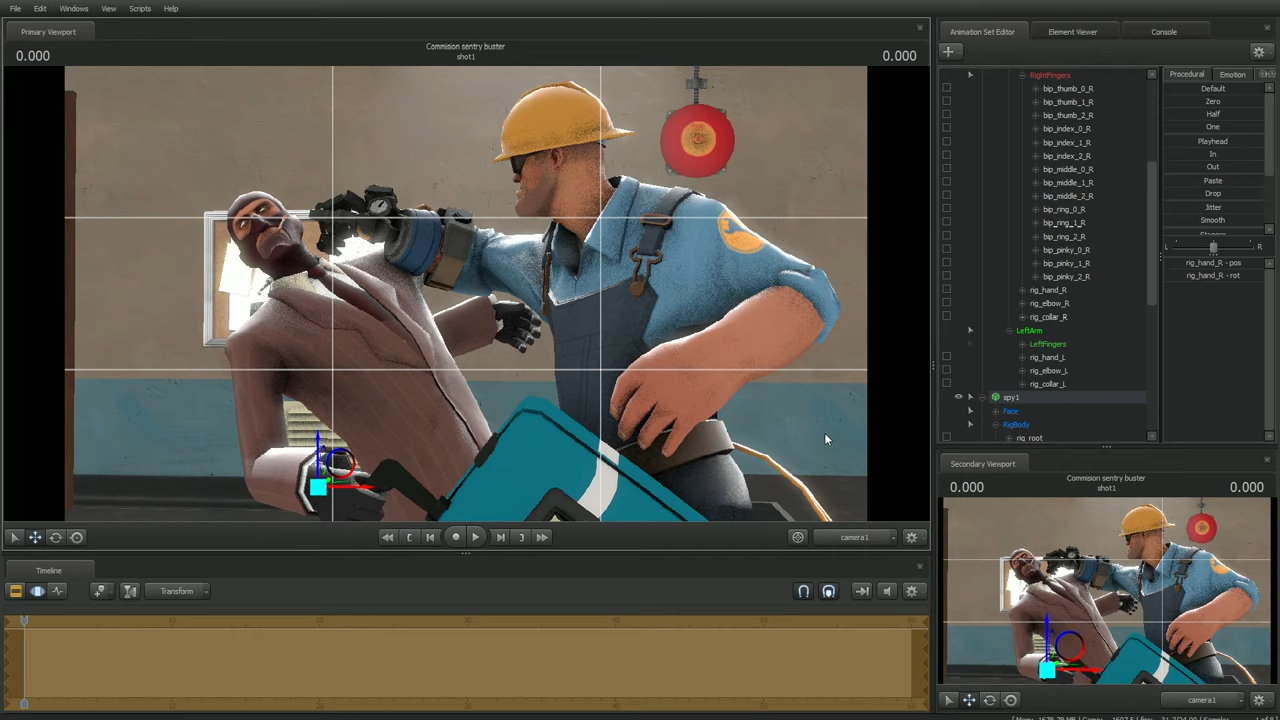 File Edit Windows View Scripts Help
Primary Viewport
0.000 Commision sentry buster 0.000
shot1
camera1
Timeline
Transform
Animation Set Editor Element Viewer Console
RightFingers
bip_thumb_0_R
bip_thumb_1_R
bip_thumb_2_R
bip_index_0_R
bip_index_1_R
bip_index_2_R
bip_middle_0_R
bip_middle_1_R
bip_middle_2_R
bip_ring_0_R
bip_ring_1_R
bip_ring_2_R
bip_pinky_0_R
bip_pinky_1_R
bip_pinky_2_R
rig_hand_R
rig_elbow_R
rig_collar_R
LeftArm
LeftFingers
rig_hand_L
rig_elbow_L
rig_collar_L
spy1
Face
RigBody
rig_root
Procedural Emotion
Default
Zero
Half
One
Playhead
In
Out
Paste
Drop
Jitter
Smooth
L R
rig_hand_R - pos
rig_hand_R - rot
Secondary Viewport
0.000 Commision sentry buster 0.000
shot1
camera1